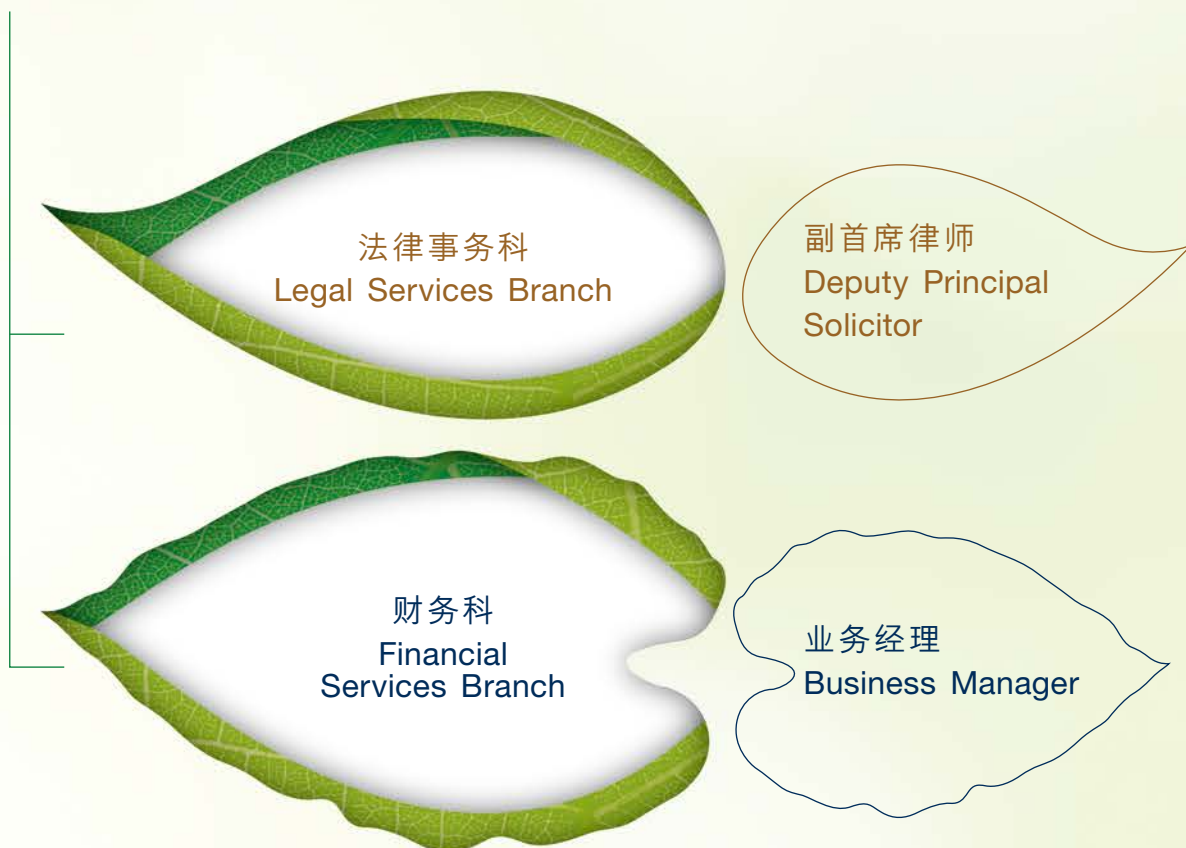 法律事务科
Legal Services Branch
副首席律师
Deputy Principal
Solicitor
财务科
Financial
Services Branch
业务经理
Business Manager